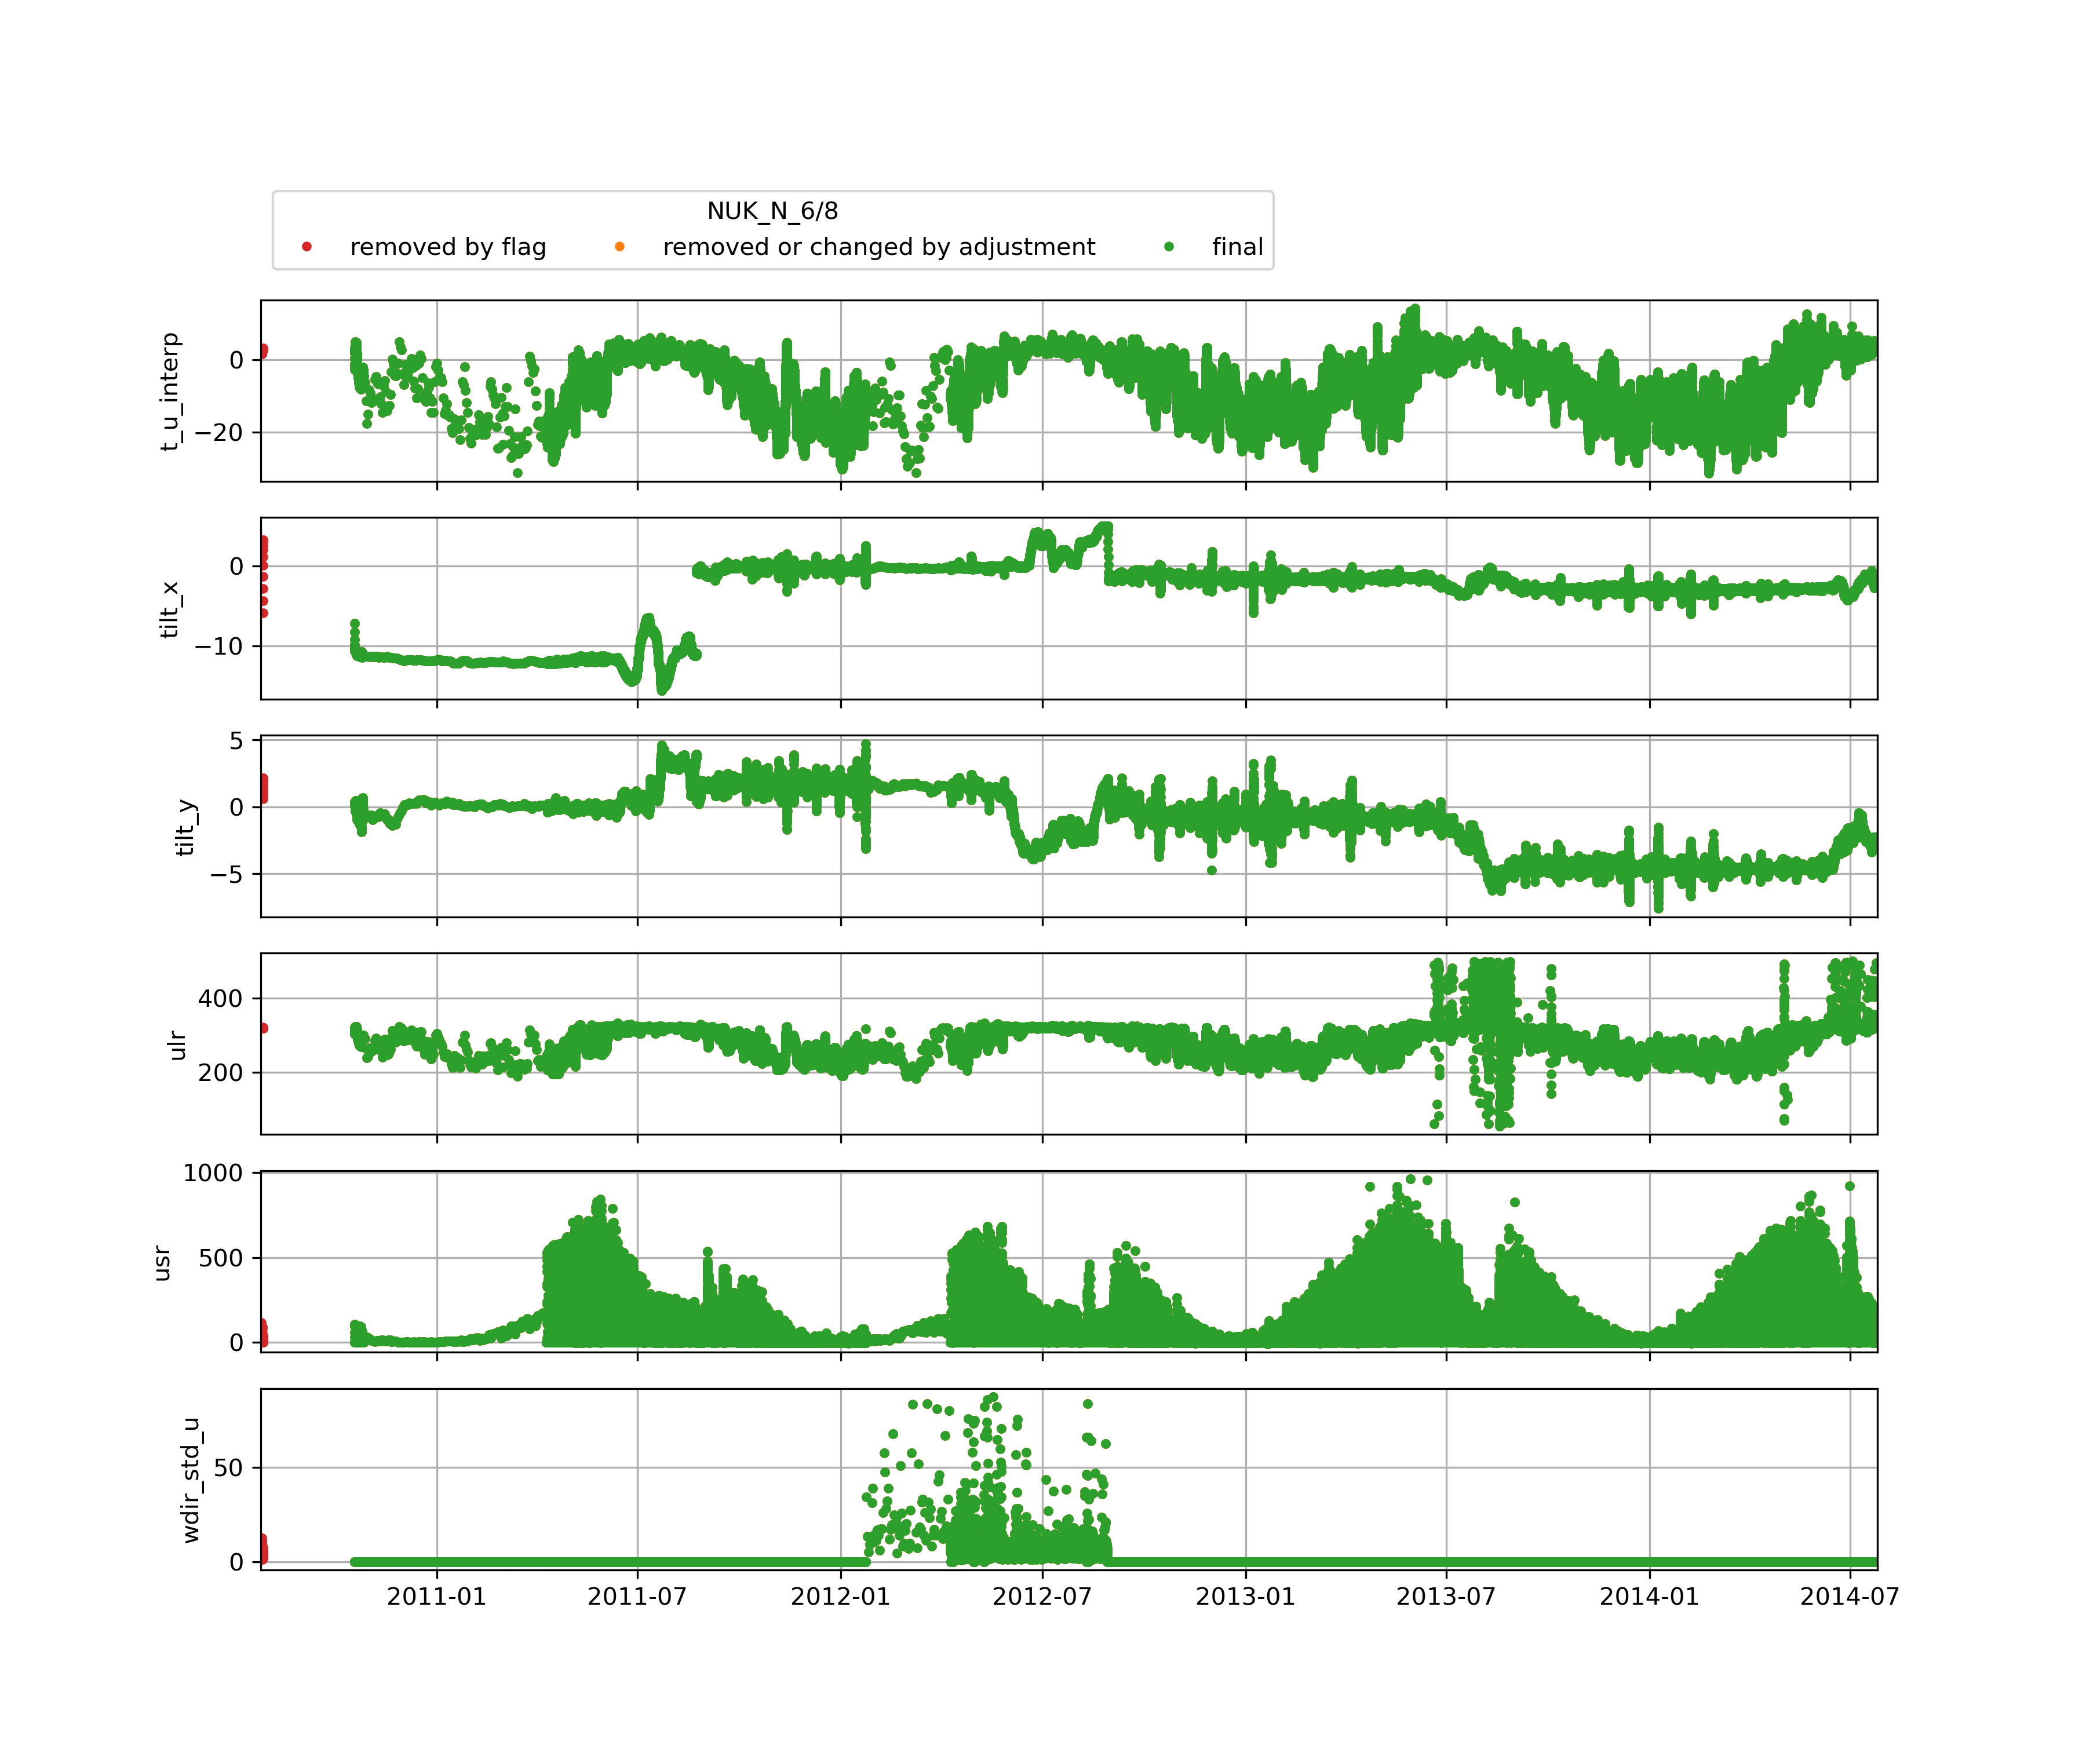 NUK_N_6/8
removed by flag removed or changed by adjustment final
t_u_interp
0
−20
tilt_x
0
−10
tilt_y
5
0
−5
ulr
400
200
usr
1000
500
0
wdir_std_u
50
0
2011-01 2011-07 2012-01 2012-07 2013-01 2013-07 2014-01 2014-07